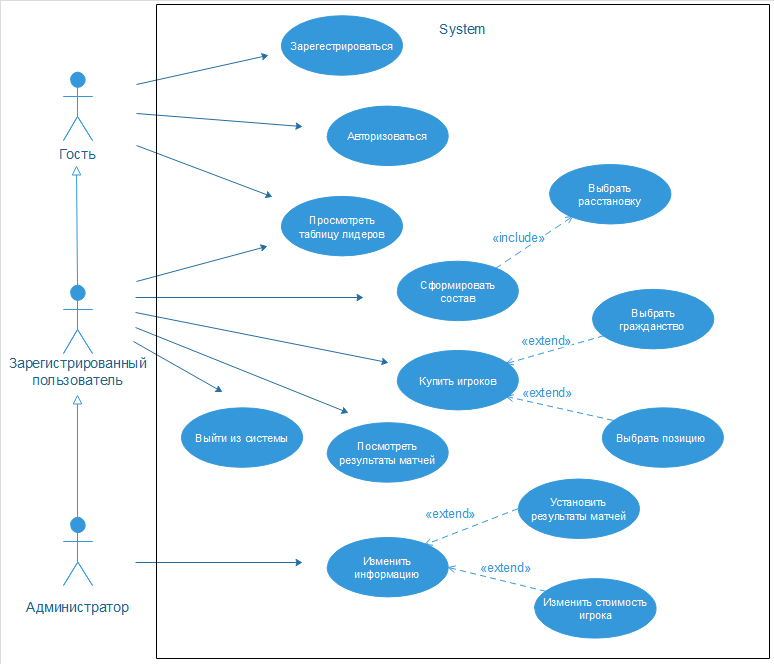 System
Зарегестрироваться
Гость
Авторизоваться
Выбрать
расстановку
Просмотреть
таблицу лидеров
«include»
Сформировать
состав
Выбрать
гражданство
«extend»
Зарегистрированный
пользователь
Купить игроков
«extend»
Выйти из системы
Посмотреть
результаты матчей
Выбрать позицию
Установить
результаты матчей
«extend»
Изменить
информацию
«extend»
Администратор
Изменить стоимость
игрока